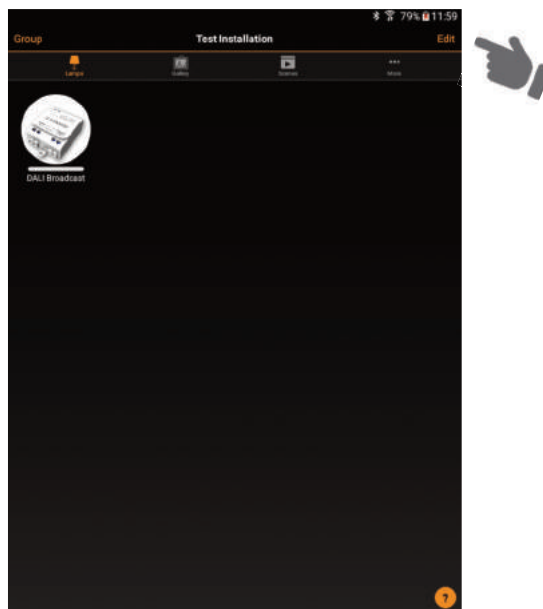 79% 11:59
Group Test Installation Edit
Lamps Gallery Scenes More
DALI Broadcast
?